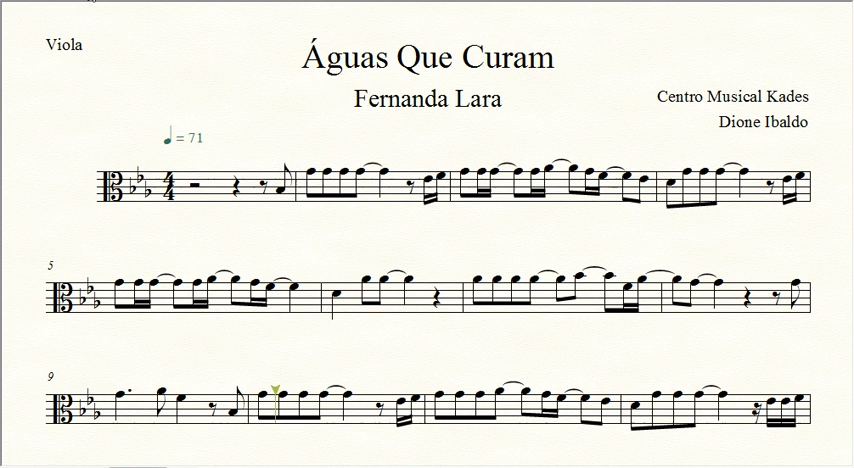 Viola
Águas Que Curam
Fernanda Lara
Centro Musical Kades
Dione Ibaldo
= 71
5
9